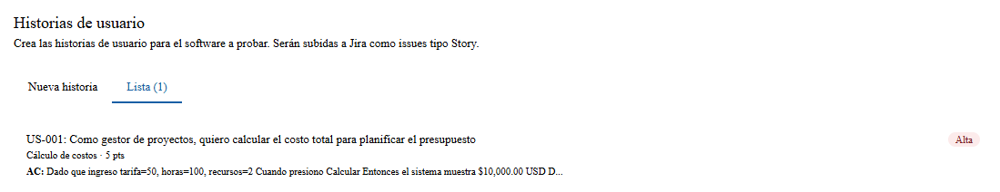 Historias de usuario
Crea las historias de usuario para el software a probar. Serán subidas a Jira como issues tipo Story.
Nueva historia
Lista (1)
US-001: Como gestor de proyectos, quiero calcular el costo total para planificar el presupuesto
Alta
Cálculo de costos · 5 pts
AC: Dado que ingreso tarifa=50, horas=100, recursos=2 Cuando presiono Calcular Entonces el sistema muestra $10,000.00 USD D...